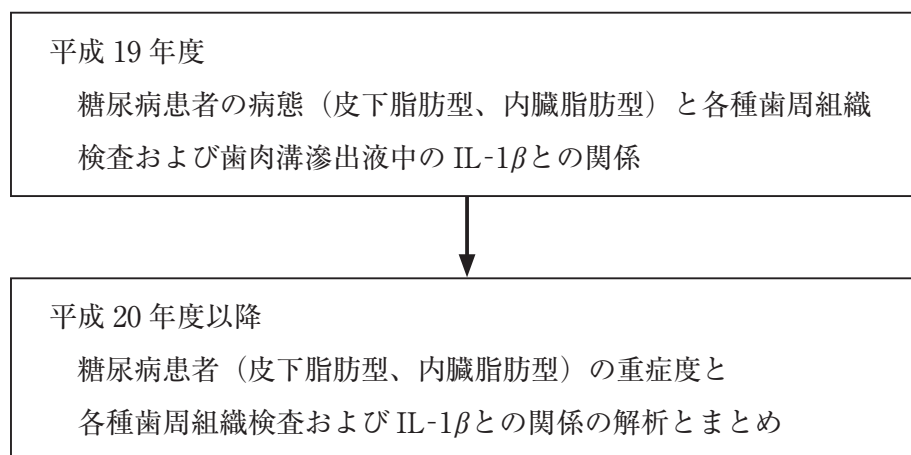 平成 19 年度
糖尿病患者の病態（皮下脂肪型、内臓脂肪型）と各種歯周組織
検査および歯肉溝滲出液中の IL-1βとの関係
平成 20 年度以降
糖尿病患者（皮下脂肪型、内臓脂肪型）の重症度と
各種歯周組織検査および IL-1βとの関係の解析とまとめ